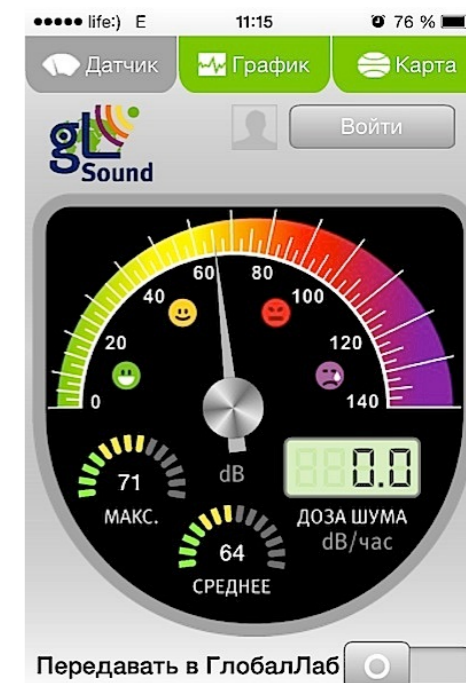 life:) E 11:15 76 %
Датчик График Карта
gL
Sound
Войти
0 20 40 60 80 100 120 140
dB
71
МАКС.
64
СРЕДНЕЕ
0.0
ДОЗА ШУМА
dB/час
Передавать в ГлобалЛаб